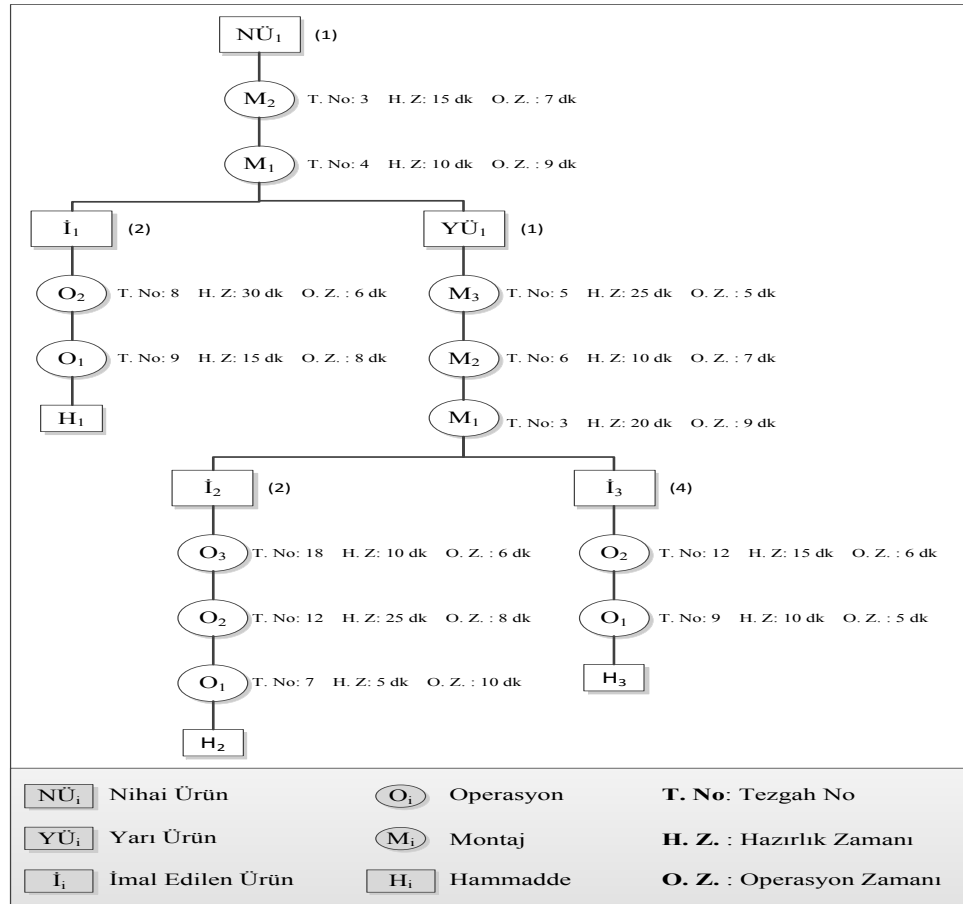 NÜ₁ (1)
M₂ T. No: 3 H. Z: 15 dk O. Z. : 7 dk
M₁ T. No: 4 H. Z: 10 dk O. Z. : 9 dk
İ₁ (2) YÜ₁ (1)
O₂ T. No: 8 H. Z: 30 dk O. Z. : 6 dk M₃ T. No: 5 H. Z: 25 dk O. Z. : 5 dk
O₁ T. No: 9 H. Z: 15 dk O. Z. : 8 dk M₂ T. No: 6 H. Z: 10 dk O. Z. : 7 dk
H₁ M₁ T. No: 3 H. Z: 20 dk O. Z. : 9 dk
İ₂ (2) İ₃ (4)
O₃ T. No: 18 H. Z: 10 dk O. Z. : 6 dk O₂ T. No: 12 H. Z: 15 dk O. Z. : 6 dk
O₂ T. No: 12 H. Z: 25 dk O. Z. : 8 dk O₁ T. No: 9 H. Z: 10 dk O. Z. : 5 dk
O₁ T. No: 7 H. Z: 5 dk O. Z. : 10 dk H₃
H₂
NÜᵢ Nihai Ürün Oᵢ Operasyon T. No: Tezgah No
YÜᵢ Yarı Ürün Mᵢ Montaj H. Z. : Hazırlık Zamanı
İᵢ İmal Edilen Ürün Hᵢ Hammadde O. Z. : Operasyon Zamanı